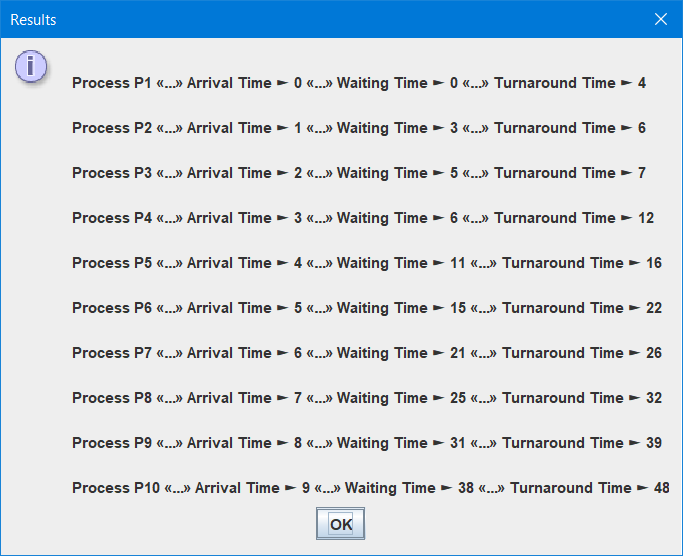 Results
Process P1 «...» Arrival Time ► 0 «...» Waiting Time ► 0 «...» Turnaround Time ► 4
Process P2 «...» Arrival Time ► 1 «...» Waiting Time ► 3 «...» Turnaround Time ► 6
Process P3 «...» Arrival Time ► 2 «...» Waiting Time ► 5 «...» Turnaround Time ► 7
Process P4 «...» Arrival Time ► 3 «...» Waiting Time ► 6 «...» Turnaround Time ► 12
Process P5 «...» Arrival Time ► 4 «...» Waiting Time ► 11 «...» Turnaround Time ► 16
Process P6 «...» Arrival Time ► 5 «...» Waiting Time ► 15 «...» Turnaround Time ► 22
Process P7 «...» Arrival Time ► 6 «...» Waiting Time ► 21 «...» Turnaround Time ► 26
Process P8 «...» Arrival Time ► 7 «...» Waiting Time ► 25 «...» Turnaround Time ► 32
Process P9 «...» Arrival Time ► 8 «...» Waiting Time ► 31 «...» Turnaround Time ► 39
Process P10 «...» Arrival Time ► 9 «...» Waiting Time ► 38 «...» Turnaround Time ► 48
OK